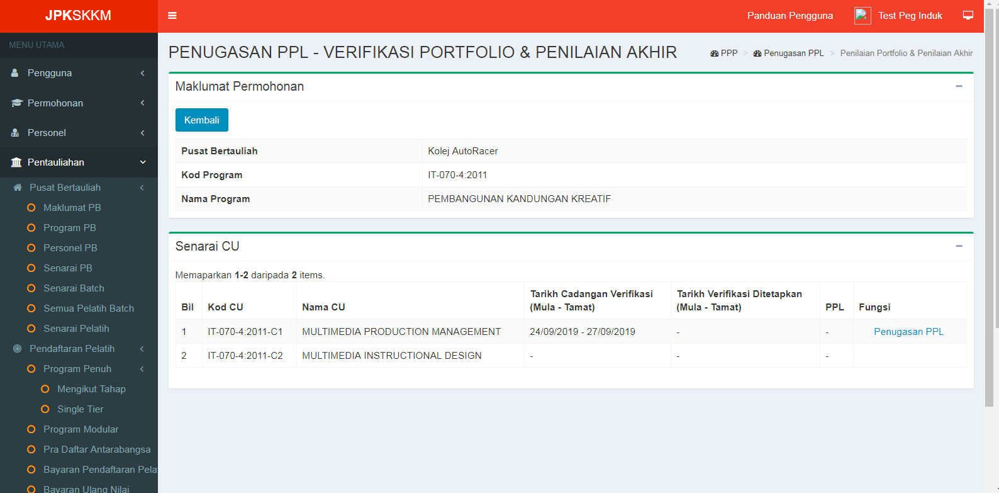 JPKSKKM
Panduan Pengguna
Test Peg Induk
MENU UTAMA
Pengguna
Permohonan
Personel
Pentauliahan
Pusat Bertauliah
Maklumat PB
Program PB
Personel PB
Senarai PB
Senarai Batch
Semua Pelatih Batch
Senarai Pelatih
Pendaftaran Pelatih
Program Penuh
Mengikut Tahap
Single Tier
Program Modular
Pra Daftar Antarabangsa
Bayaran Pendaftaran Pela
Bayaran Ulang Nilai
PENUGASAN PPL - VERIFIKASI PORTFOLIO & PENILAIAN AKHIR
PPP > Penugasan PPL > Penilaian Portfolio & Penilaian Akhir
Maklumat Permohonan
Kembali
Pusat Bertauliah Kolej AutoRacer
Kod Program IT-070-4:2011
Nama Program PEMBANGUNAN KANDUNGAN KREATIF
Senarai CU
Memaparkan 1-2 daripada 2 items.
Bil Kod CU Nama CU Tarikh Cadangan Verifikasi (Mula - Tamat) Tarikh Verifikasi Ditetapkan (Mula - Tamat) PPL Fungsi
1 IT-070-4:2011-C1 MULTIMEDIA PRODUCTION MANAGEMENT 24/09/2019 - 27/09/2019 - - Penugasan PPL
2 IT-070-4:2011-C2 MULTIMEDIA INSTRUCTIONAL DESIGN - - -